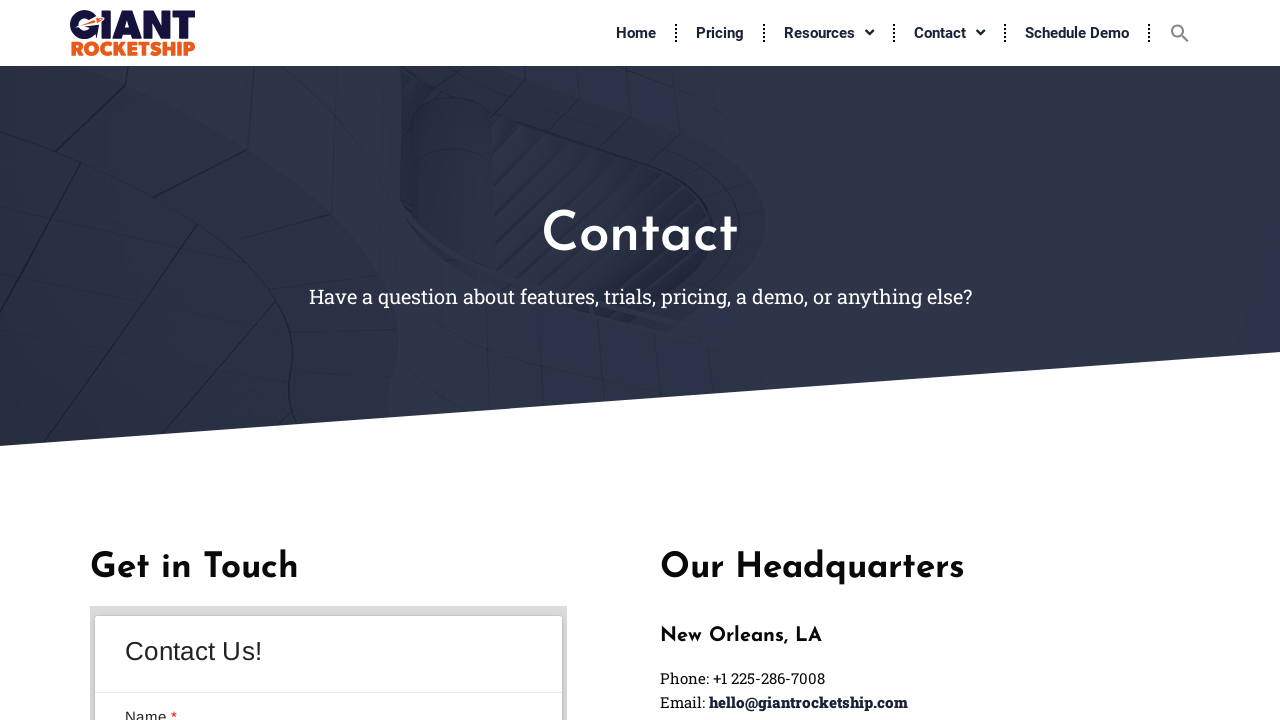 GIANT
ROCKETSHIP
Home
Pricing
Resources
Contact
Schedule Demo
Contact
Have a question about features, trials, pricing, a demo, or anything else?
Get in Touch
Contact Us!
Name *
Our Headquarters
New Orleans, LA
Phone: +1 225-286-7008
Email: hello@giantrocketship.com